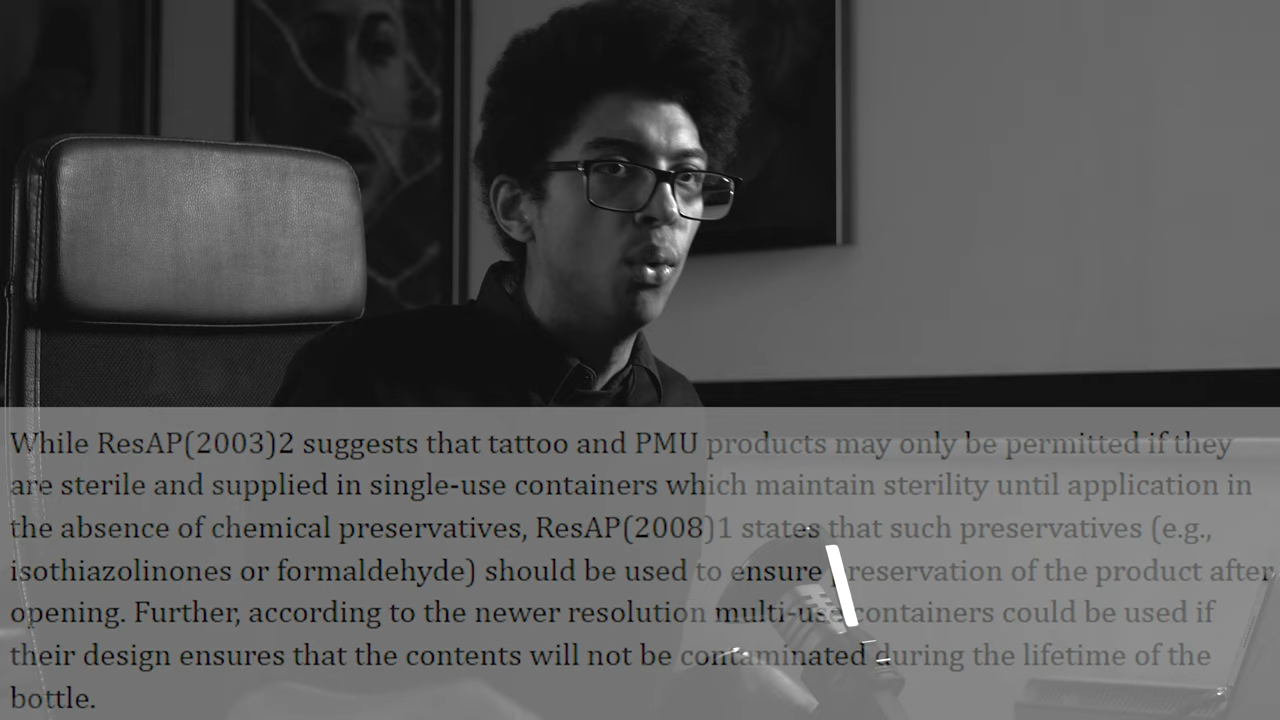 While ResAP(2003)2 suggests that tattoo and PMU products may only be permitted if they
are sterile and supplied in single-use containers which maintain sterility until application in
the absence of chemical preservatives, ResAP(2008)1 states that such preservatives (e.g.,
isothiazolinones or formaldehyde) should be used to ensure preservation of the product after
opening. Further, according to the newer resolution multi-use containers could be used if
their design ensures that the contents will not be contaminated during the lifetime of the
bottle.